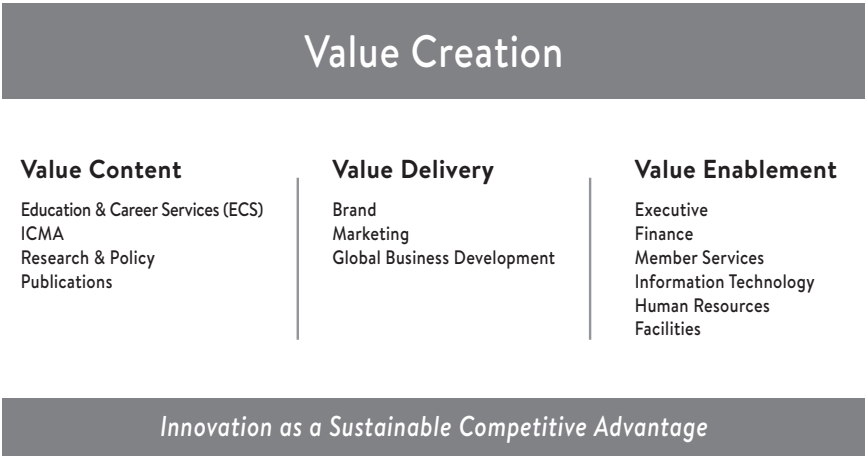 Value Creation
Value Content
Education & Career Services (ECS)
ICMA
Research & Policy
Publications
Value Delivery
Brand
Marketing
Global Business Development
Value Enablement
Executive
Finance
Member Services
Information Technology
Human Resources
Facilities
Innovation as a Sustainable Competitive Advantage